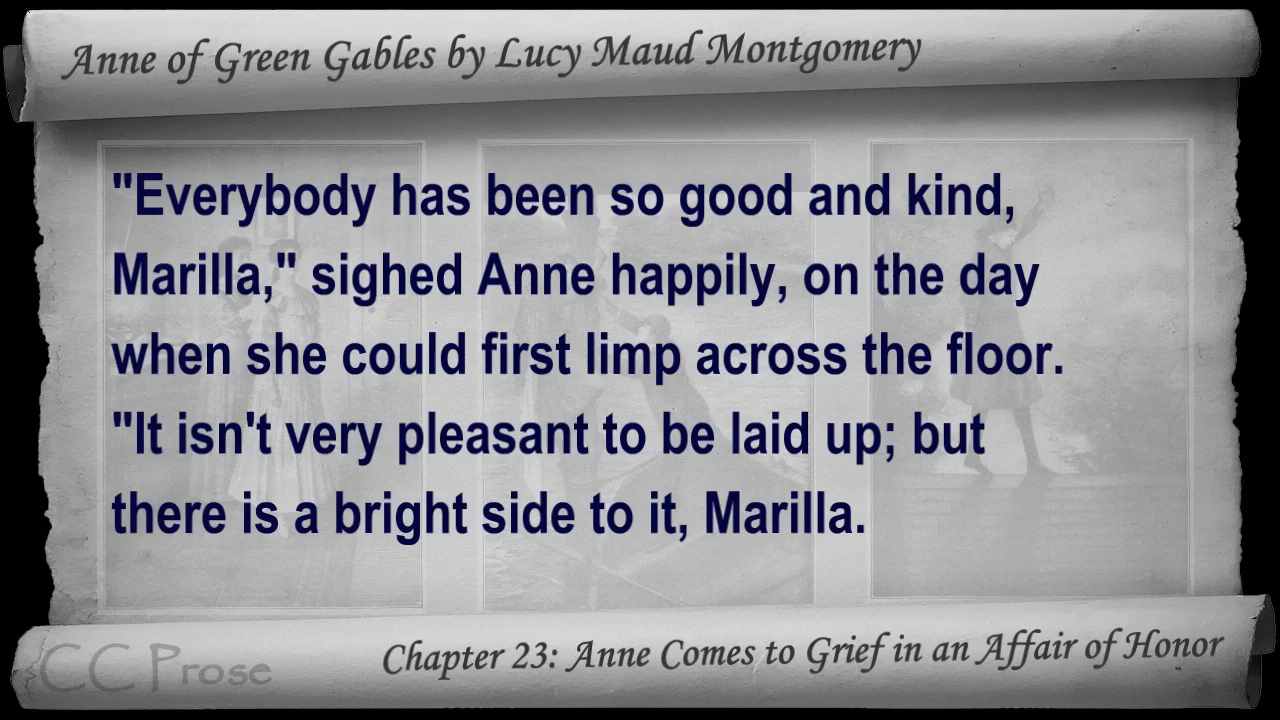 Anne of Green Gables by Lucy Maud Montgomery
"Everybody has been so good and kind,
Marilla," sighed Anne happily, on the day
when she could first limp across the floor.
"It isn't very pleasant to be laid up; but
there is a bright side to it, Marilla.
CC Prose
Chapter 23: Anne Comes to Grief in an Affair of Honor